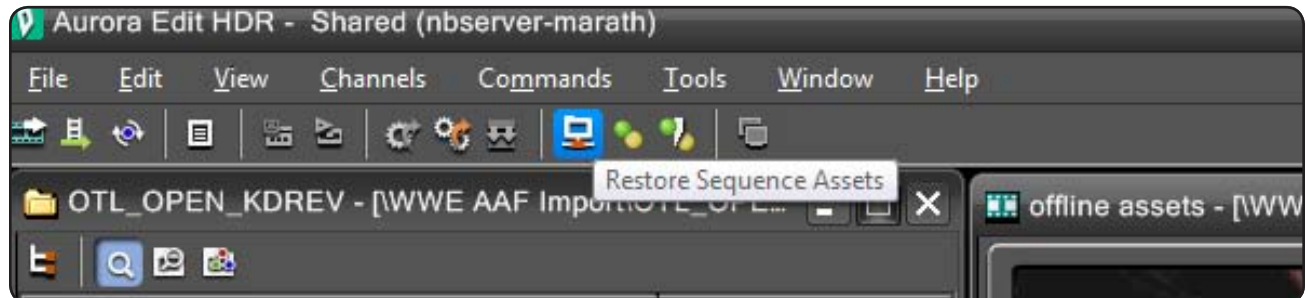 Aurora Edit HDR - Shared (nbserver-marath)
File Edit View Channels Commands Tools Window Help
Restore Sequence Assets
OTL_OPEN_KDREV - [\WWE AAF Import\OTL_OPE...
offline assets - [\WW